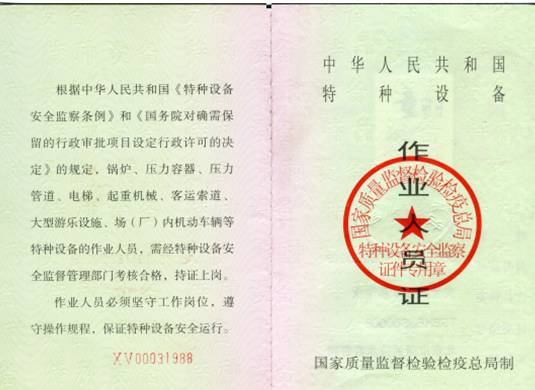 根据中华人民共和国《特种设备
安全监察条例》和《国务院对确需保
留的行政审批项目设定行政许可的决
定》的规定，锅炉、压力容器、压力
管道、电梯、起重机械、客运索道、
大型游乐设施、场（厂）内机动车辆等
特种设备的作业人员，需经特种设备安
全监督管理部门考核合格，持证上岗。
作业人员必须坚守工作岗位，遵
守操作规程，保证特种设备安全运行。
XV00031988
中华人民共和国
特种设备
作业人员证
国家质量监督检验检疫总局
特种设备安全监察
证件专用章
国家质量监督检验检疫总局制